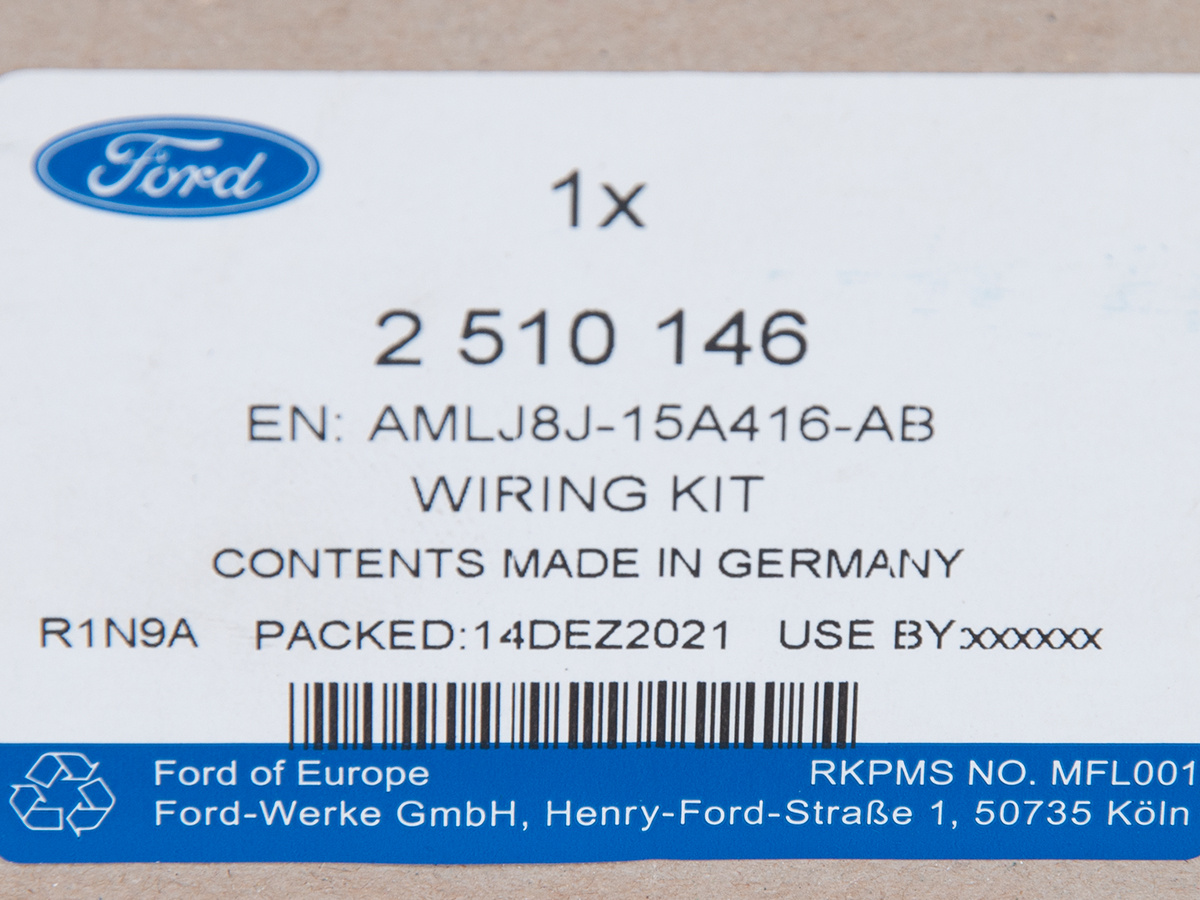 Ford
1x
2 510 146
EN: AMLJ8J-15A416-AB
WIRING KIT
CONTENTS MADE IN GERMANY
R1N9A PACKED:14DEZ2021 USE BY:xxxxxx
Ford of Europe RKPMS NO. MFL001
Ford-Werke GmbH, Henry-Ford-Straße 1, 50735 Köln